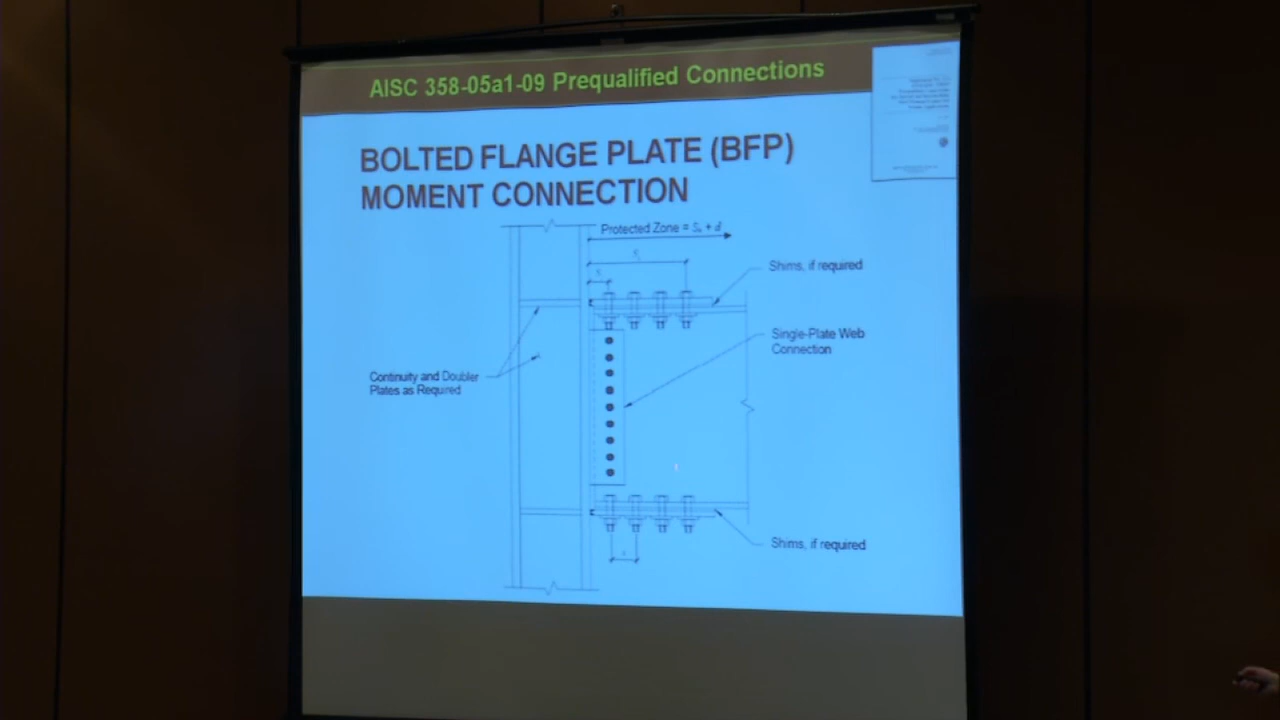 AISC 358-05a1-09 Prequalified Connections
BOLTED FLANGE PLATE (BFP)
MOMENT CONNECTION
Protected Zone = Sₕ + d
Shims, if required
Single-Plate Web
Connection
Continuity and Doubler
Plates as Required
Shims, if required